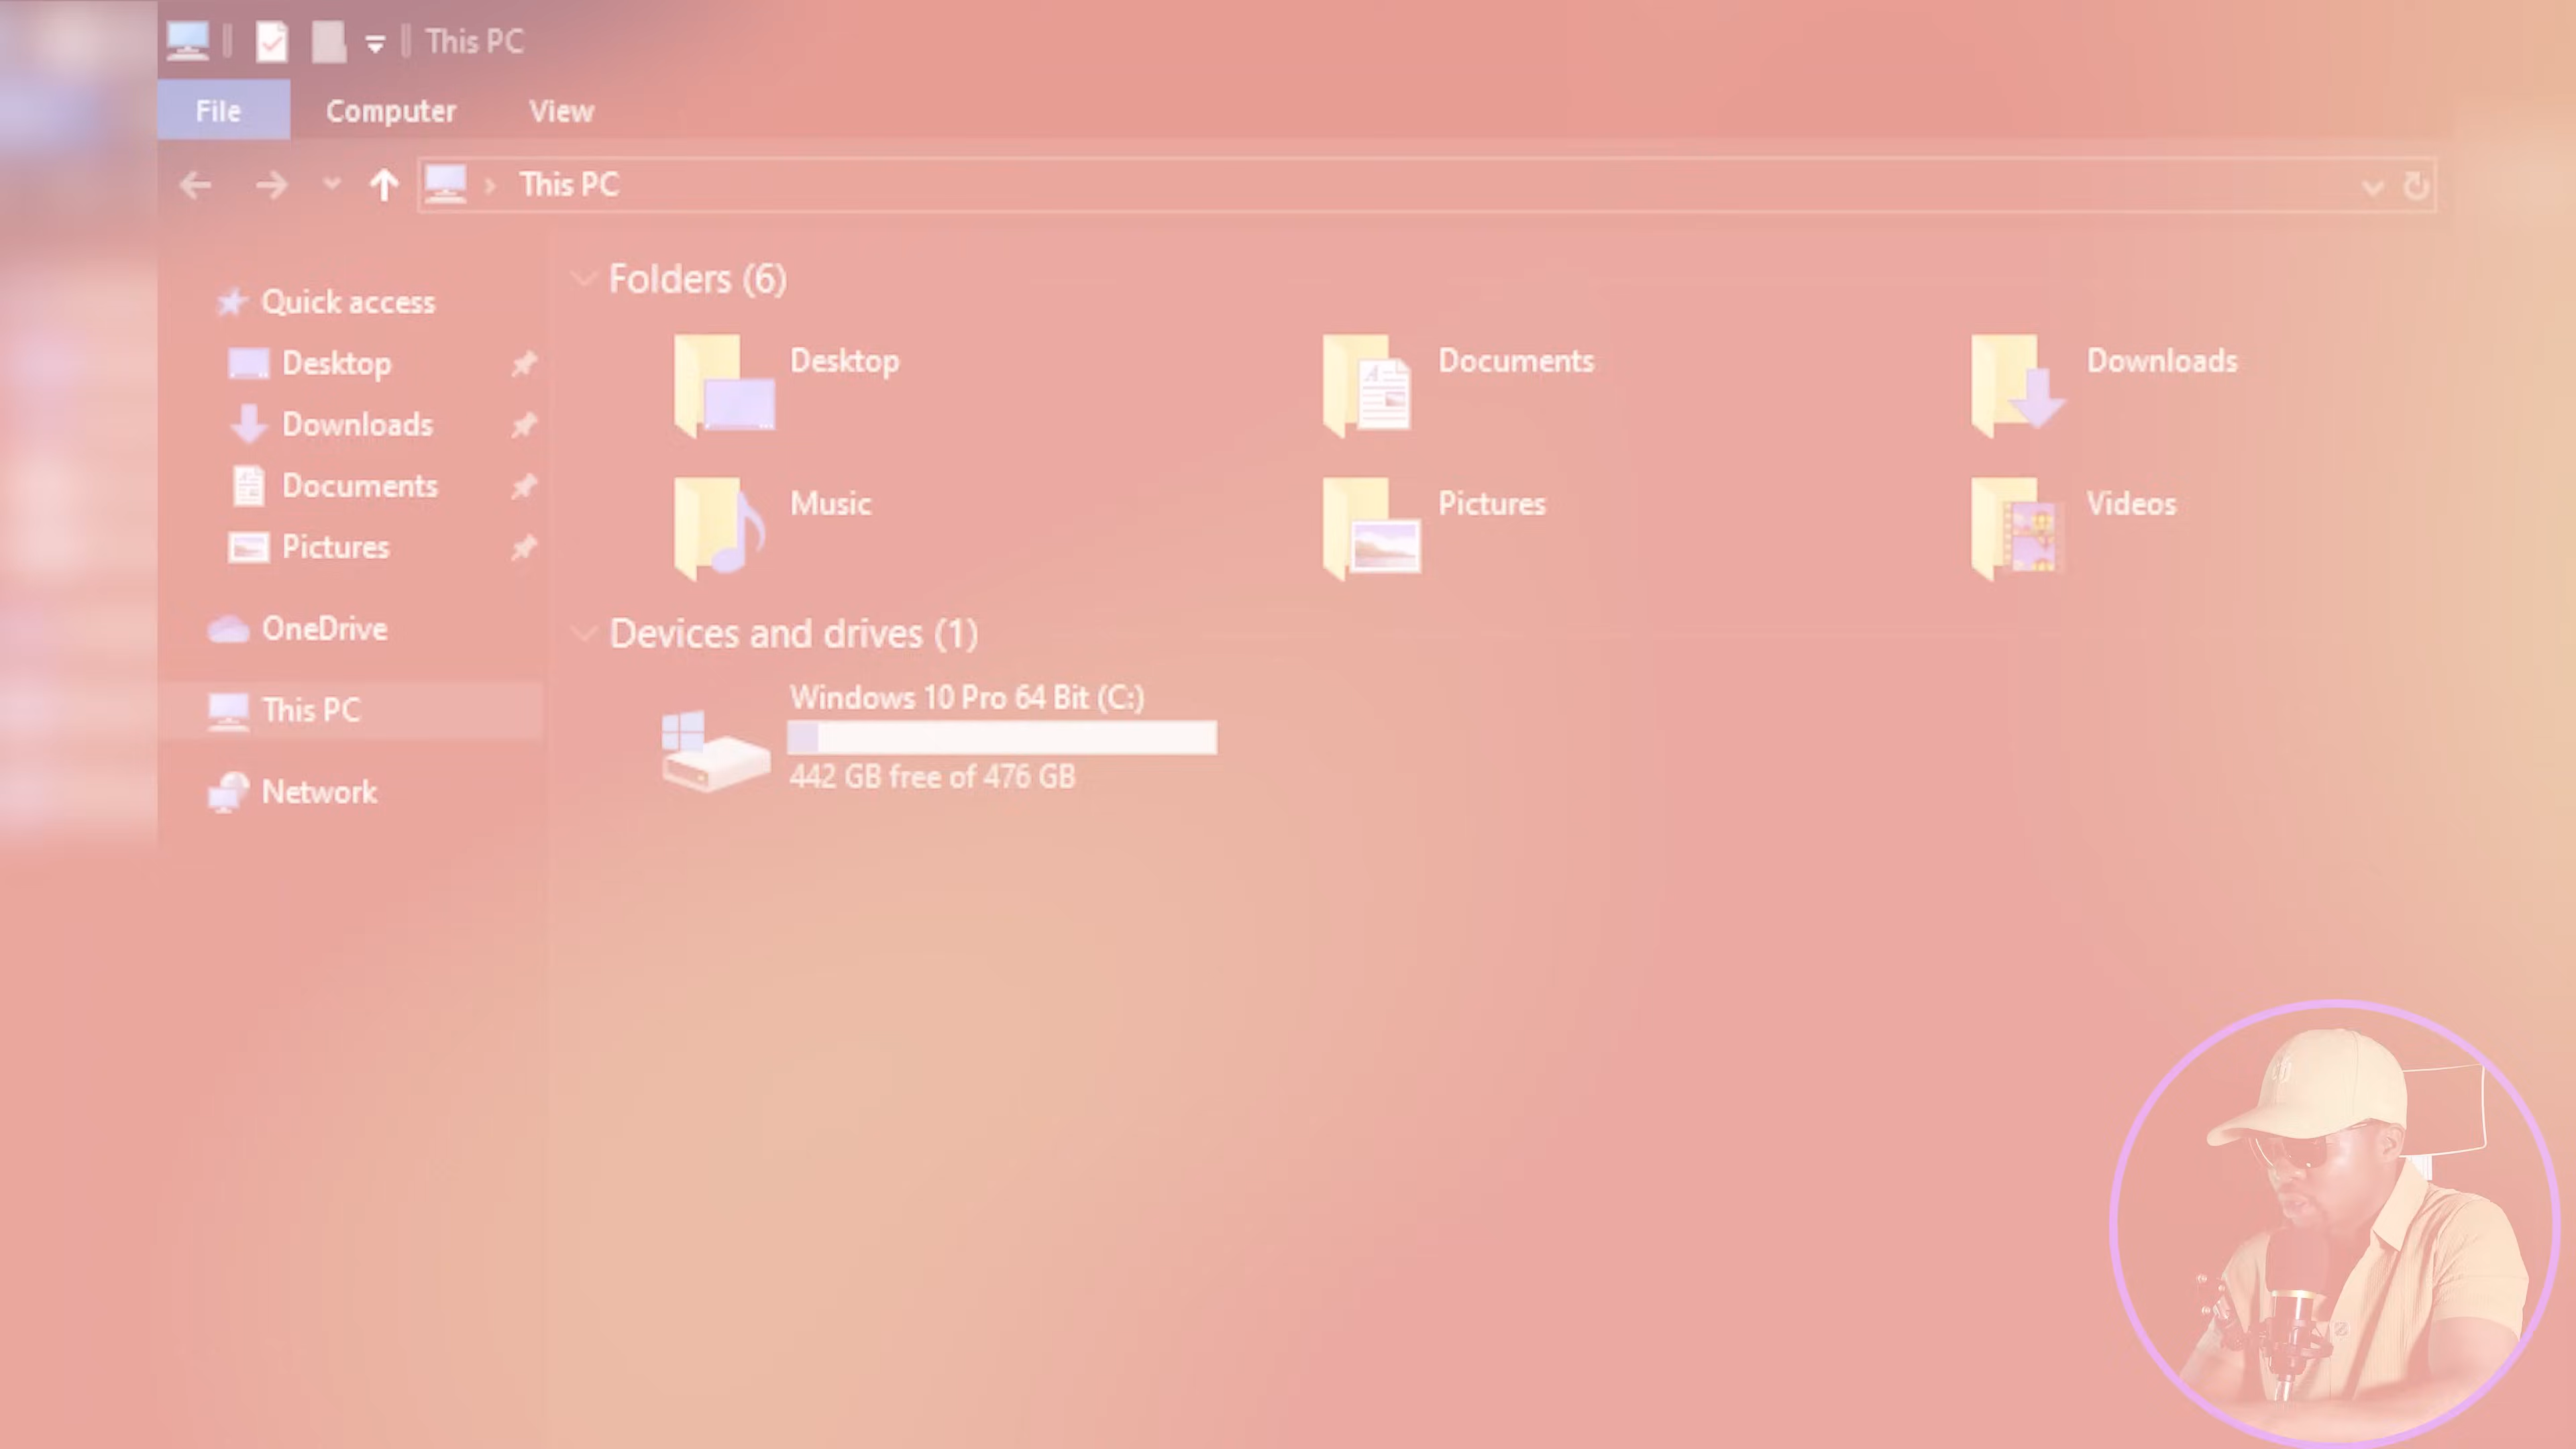 This PC
File Computer View
This PC
Quick access
Desktop
Downloads
Documents
Pictures
OneDrive
This PC
Network
Folders (6)
Desktop
Documents
Downloads
Music
Pictures
Videos
Devices and drives (1)
Windows 10 Pro 64 Bit (C:)
442 GB free of 476 GB